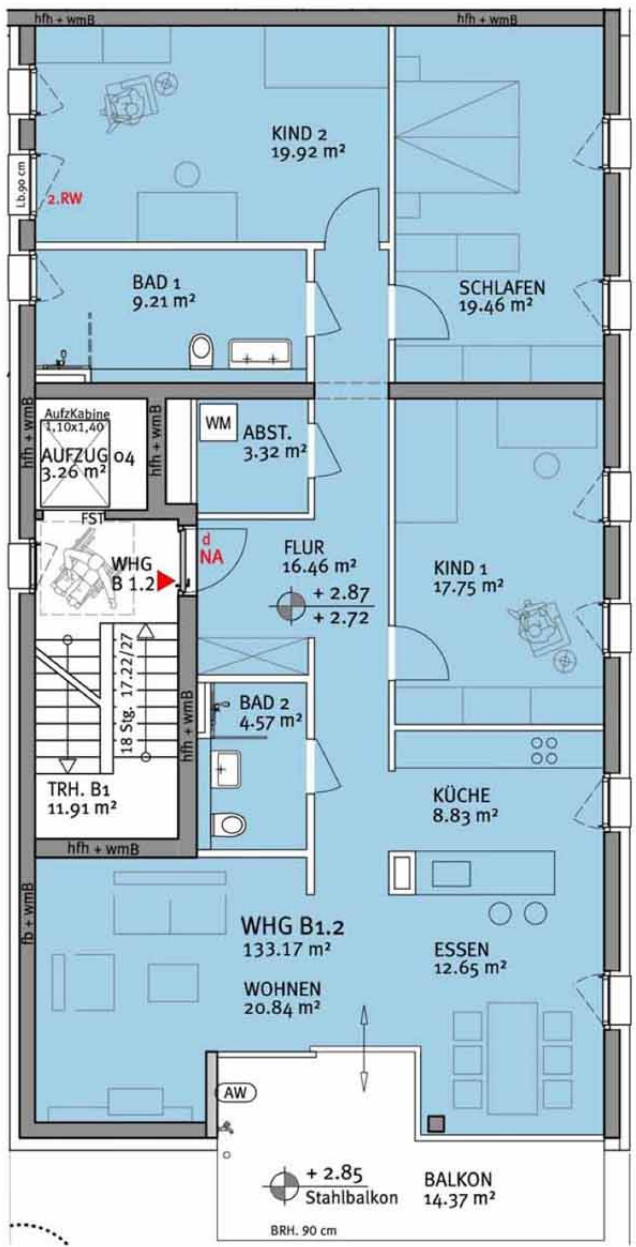 hfh + wmB
hfh + wmB
KIND 2
19.92 m²
Lb.90 cm
2.RW
BAD 1
9.21 m²
SCHLAFEN
19.46 m²
AufzKabine
1,10x1,40
AUFZUG 04
3.26 m²
hfh + wmB
hfh + wmB
WM
ABST.
3.32 m²
FST
WHG
B 1.2
d
NA
FLUR
16.46 m²
+ 2.87
+ 2.72
KIND 1
17.75 m²
18 Stg. 17.22/27
hfh + wmB
BAD 2
4.57 m²
TRH. B1
11.91 m²
hfh + wmB
KÜCHE
8.83 m²
fb + wmB
WHG B1.2
133.17 m²
WOHNEN
20.84 m²
ESSEN
12.65 m²
AW
+ 2.85
Stahlbalkon
BALKON
14.37 m²
BRH. 90 cm